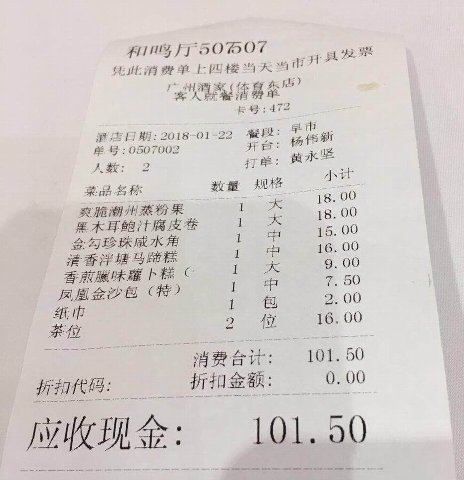 和鸣厅507507
凭此消费单上四楼当天当市开具发票
广州酒家(体育东店)
客人就餐消费单
卡号:472
酒店日期:2018-01-22 餐段:早市
单号:0507002 开台:杨伟新
人数: 2 打单:黄永坚
菜品名称 数量 规格 小计
爽脆潮州蒸粉果 1 大 18.00
黑木耳鲍汁腐皮卷 1 大 18.00
金勾珍珠咸水角 1 中 15.00
清香泮塘马蹄糕 1 中 16.00
香煎臘味蘿卜糕( 1 大 9.00
凤凰金沙包(特) 1 中 7.50
纸巾 1 包 2.00
茶位 2 位 16.00
消费合计: 101.50
折扣代码: 折扣金额: 0.00
应收现金: 101.50